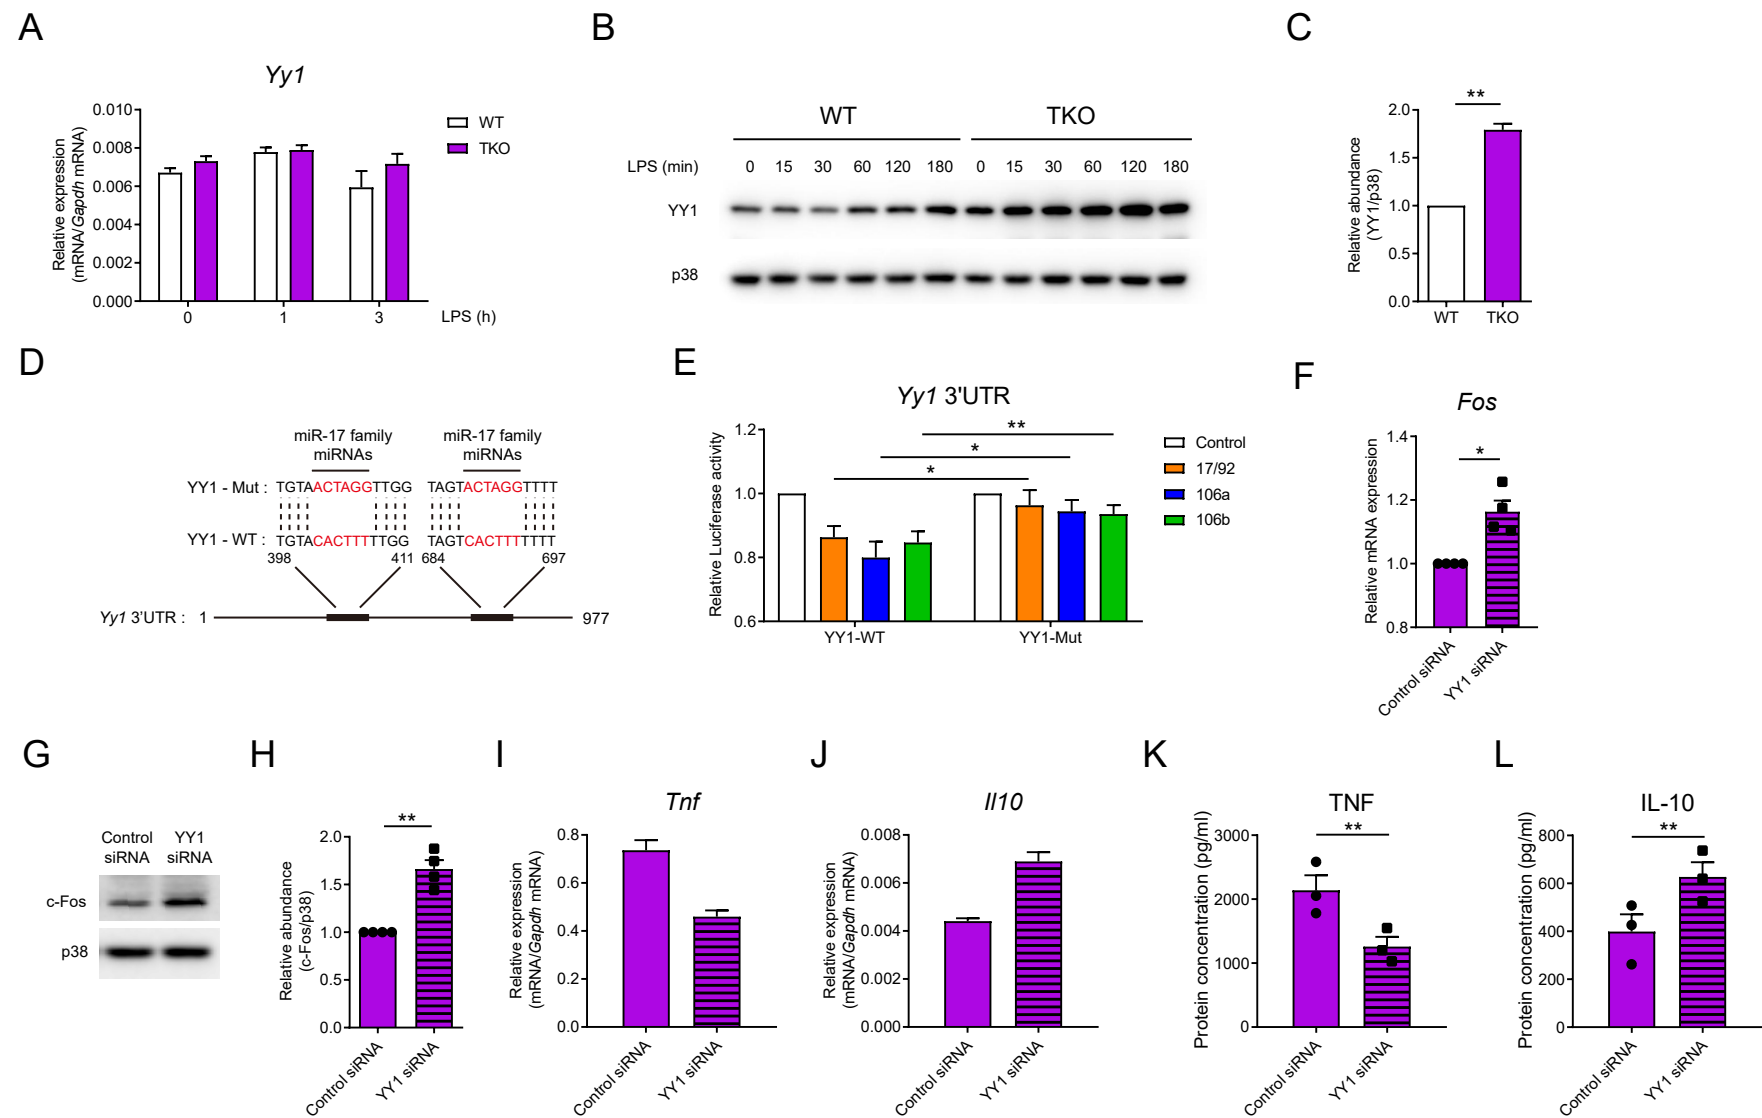 A
Yy1
Relative expression
(mRNA/Gapdh mRNA)
0.010
0.008
0.006
0.004
0.002
0.000
0
1
3
LPS (h)
WT
TKO
B
WT
TKO
LPS (min)
0 15 30 60 120 180 0 15 30 60 120 180
YY1
p38
C
**
Relative abundance
(YY1/p38)
2.0
1.5
1.0
0.5
0.0
WT
TKO
D
miR-17 family
miRNAs
miR-17 family
miRNAs
YY1 - Mut : TGTAACTAGGTTGG TAGTACTAGGTTTT
YY1 - WT : TGTACACTTTTTGG TAGTCACTTTTTTT
398 411 684 697
Yy1 3'UTR : 1 977
E
Yy1 3'UTR
Relative Luciferase activity
1.2
1.0
0.8
0.6
**
*
*
YY1-WT
YY1-Mut
Control
17/92
106a
106b
F
Fos
*
Relative mRNA expression
1.4
1.2
1.0
0.8
Control siRNA
YY1 siRNA
G
Control
siRNA
YY1
siRNA
c-Fos
p38
H
**
Relative abundance
(c-Fos/p38)
2.0
1.5
1.0
0.5
0.0
Control siRNA
YY1 siRNA
I
Tnf
Relative expression
(mRNA/Gapdh mRNA)
0.8
0.6
0.4
0.2
0.0
Control siRNA
YY1 siRNA
J
Il10
Relative expression
(mRNA/Gapdh mRNA)
0.008
0.006
0.004
0.002
0.000
Control siRNA
YY1 siRNA
K
TNF
**
Protein concentration (pg/ml)
3000
2000
1000
0
Control siRNA
YY1 siRNA
L
IL-10
**
Protein concentration (pg/ml)
800
600
400
200
0
Control siRNA
YY1 siRNA